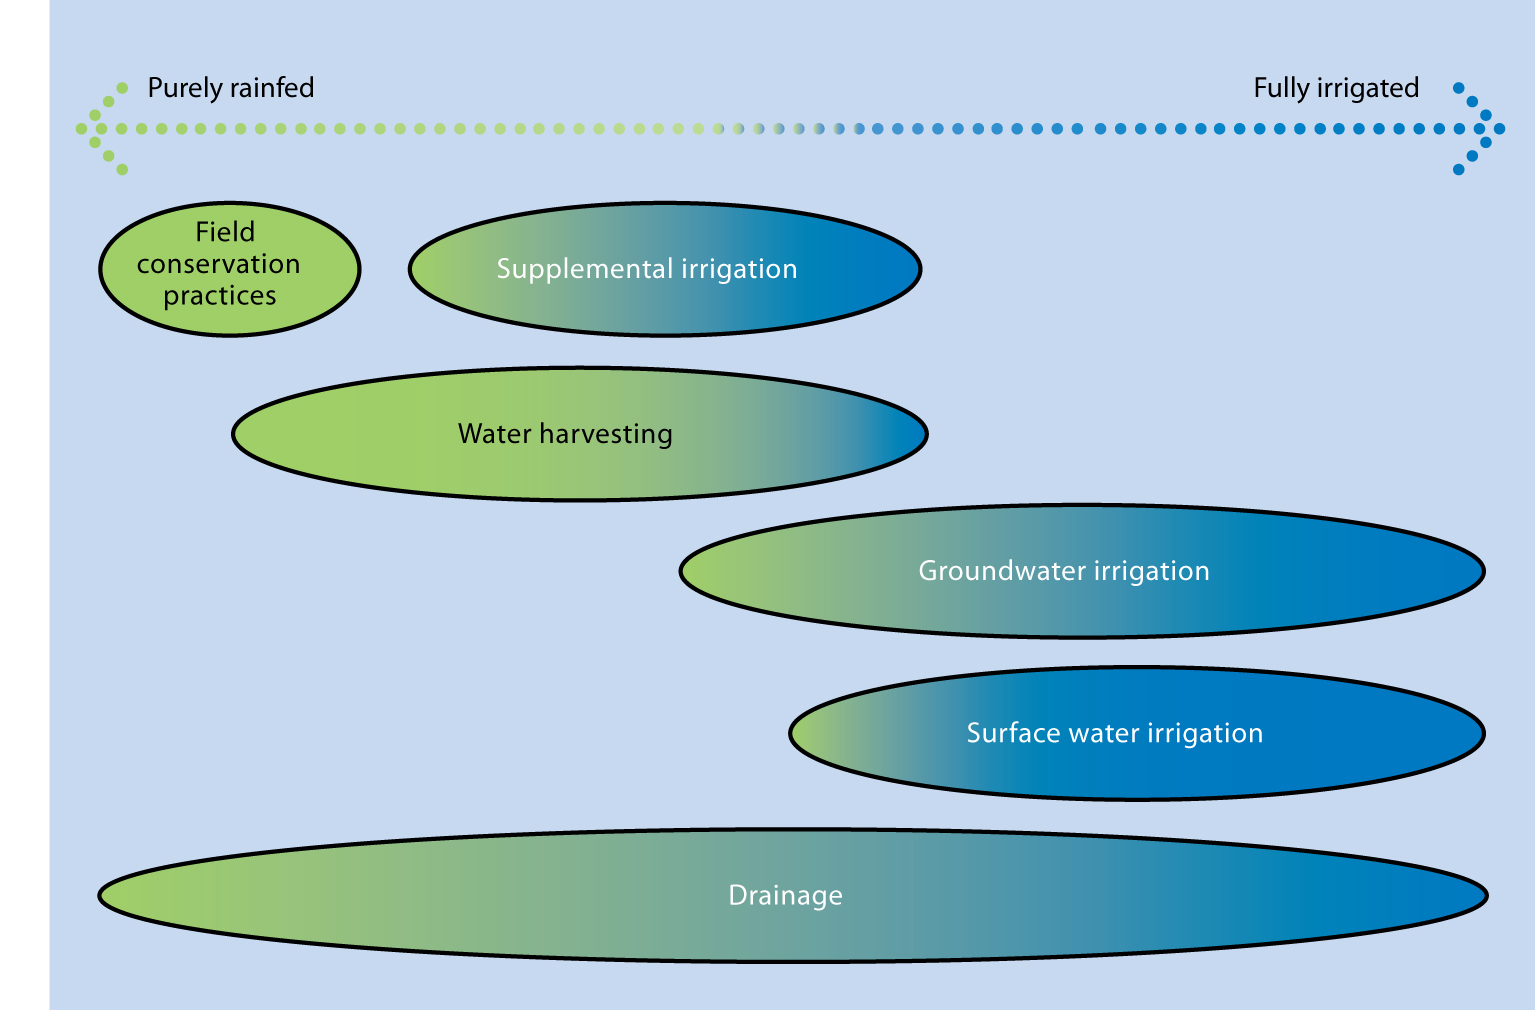 Purely rainfed
Fully irrigated
Field
conservation
practices
Supplemental irrigation
Water harvesting
Groundwater irrigation
Surface water irrigation
Drainage